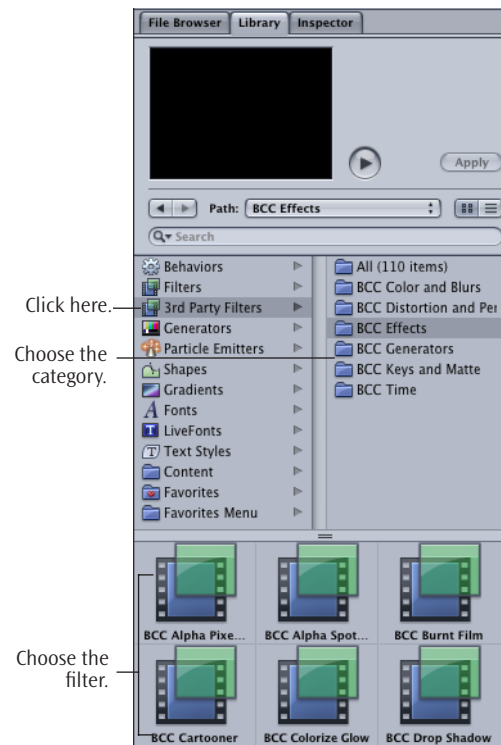 File Browser Library Inspector
Apply
Path: BCC Effects
Search
Behaviors
Filters
3rd Party Filters
Generators
Particle Emitters
Shapes
Gradients
Fonts
LiveFonts
Text Styles
Content
Favorites
Favorites Menu
All (110 items)
BCC Color and Blurs
BCC Distortion and Per
BCC Effects
BCC Generators
BCC Keys and Matte
BCC Time
Click here.
Choose the
category.
BCC Alpha Pixe... BCC Alpha Spot... BCC Burnt Film
Choose the
filter.
BCC Cartooner BCC Colorize Glow BCC Drop Shadow